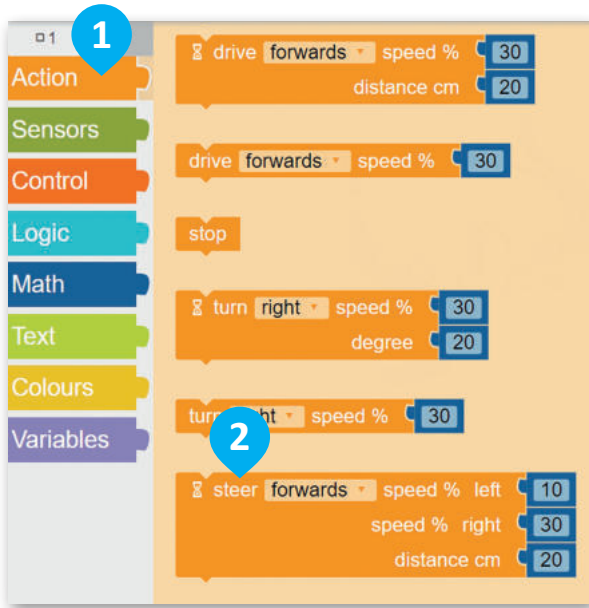 1
1
Action
Sensors
Control
Logic
Math
Text
Colours
Variables
drive forwards speed % 30
distance cm 20
drive forwards speed % 30
stop
turn right speed % 30
degree 20
speed % 30
2
steer forwards speed % left 10
speed % right 30
distance cm 20